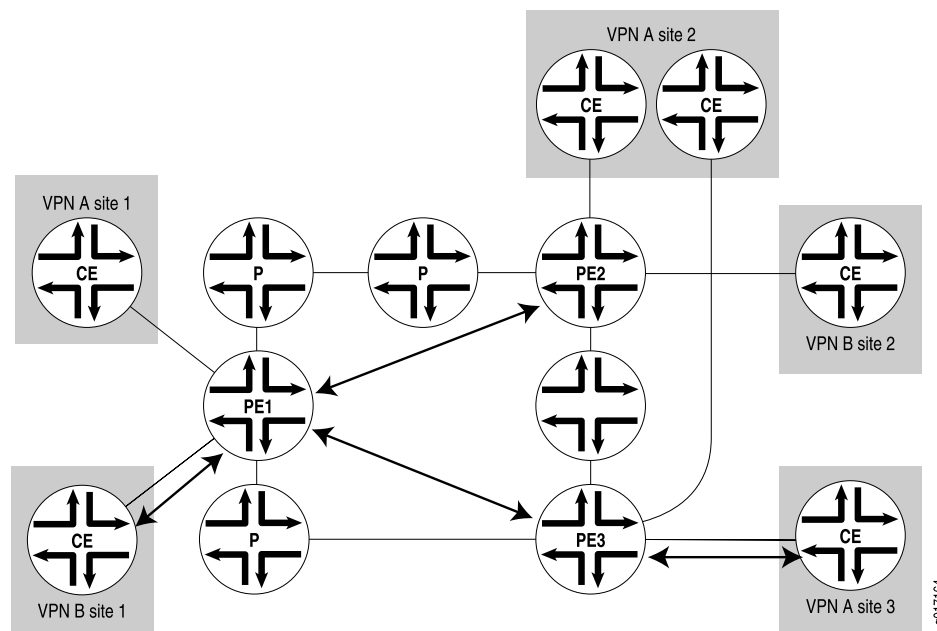 VPN A site 2
CE
CE
VPN A site 1
CE
P
P
PE2
CE
VPN B site 2
PE1
CE
P
PE3
CE
VPN B site 1
VPN A site 3